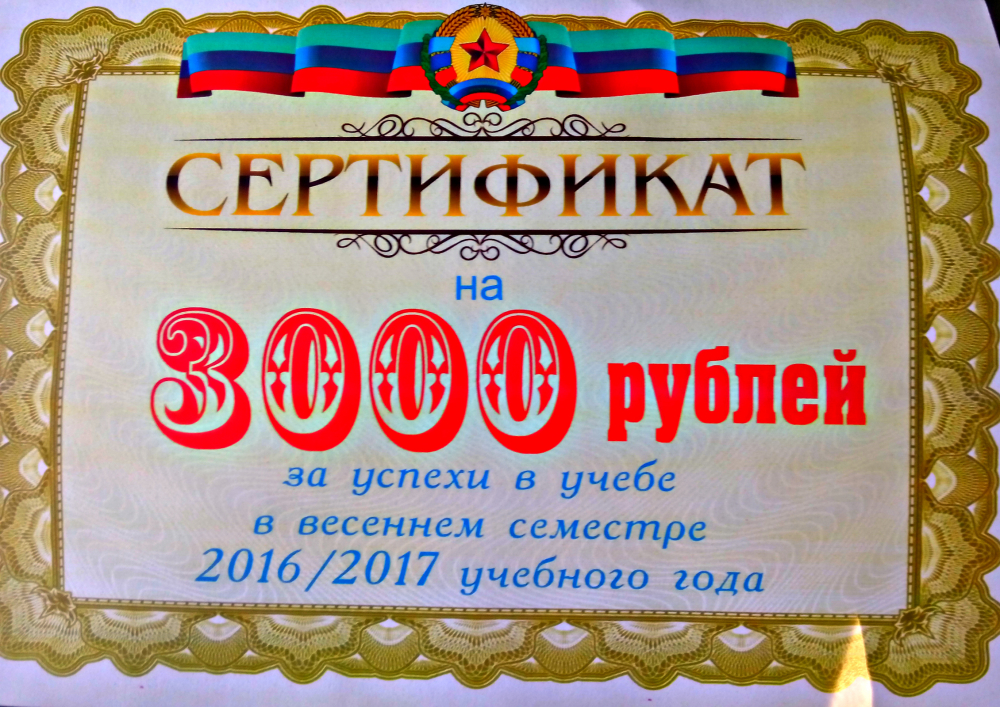 СЕРТИФИКАТ
на
3000 рублей
за успехи в учебе
в весеннем семестре
2016/2017 учебного года